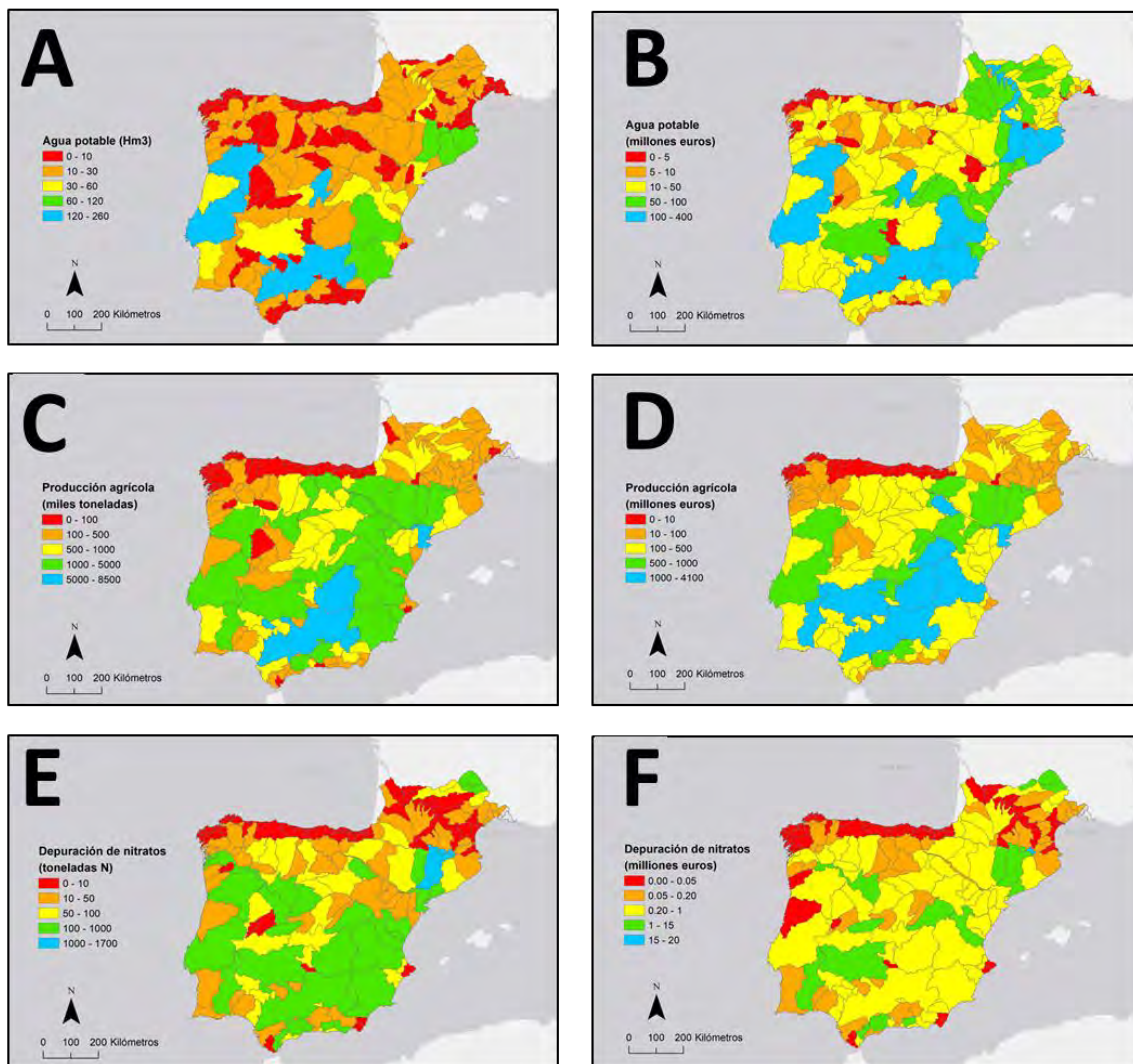 A
Agua potable (Hm3)
0 - 10
10 - 30
30 - 60
60 - 120
120 - 260
N
0 100 200 Kilómetros
B
Agua potable
(millones euros)
0 - 5
5 - 10
10 - 50
50 - 100
100 - 400
N
0 100 200 Kilómetros
C
Producción agrícola
(miles toneladas)
0 - 100
100 - 500
500 - 1000
1000 - 5000
5000 - 8500
N
0 100 200 Kilómetros
D
Producción agrícola
(millones euros)
0 - 10
10 - 100
100 - 500
500 - 1000
1000 - 4100
N
0 100 200 Kilómetros
E
Depuración de nitratos
(toneladas N)
0 - 10
10 - 50
50 - 100
100 - 1000
1000 - 1700
N
0 100 200 Kilómetros
F
Depuración de nitratos
(milliones euros)
0.00 - 0.05
0.05 - 0.20
0.20 - 1
1 - 15
15 - 20
N
0 100 200 Kilómetros